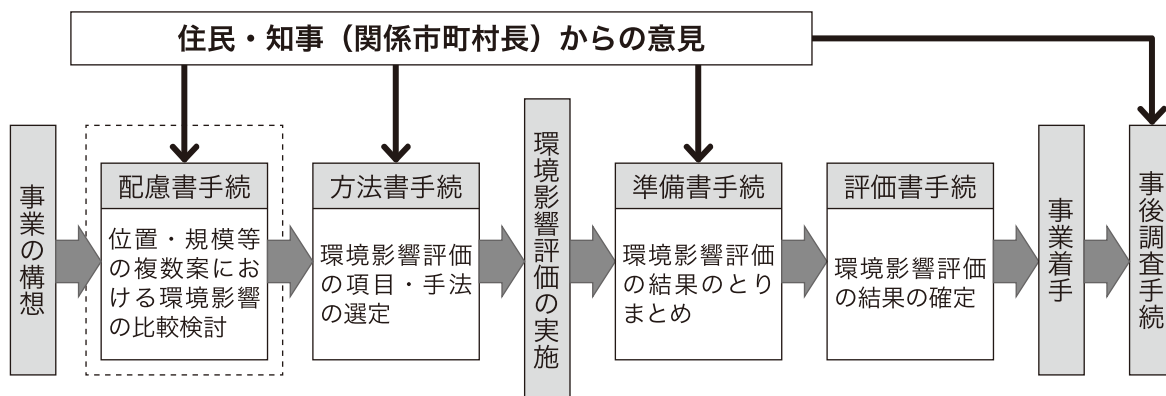 住民・知事（関係市町村長）からの意見
事業の構想
配慮書手続
位置・規模等
の複数案にお
ける環境影響
の比較検討
方法書手続
環境影響評価
の項目・手法
の選定
環境影響評価の実施
準備書手続
環境影響評価
の結果のとり
まとめ
評価書手続
環境影響評価
の結果の確定
事業着手
事後調査手続